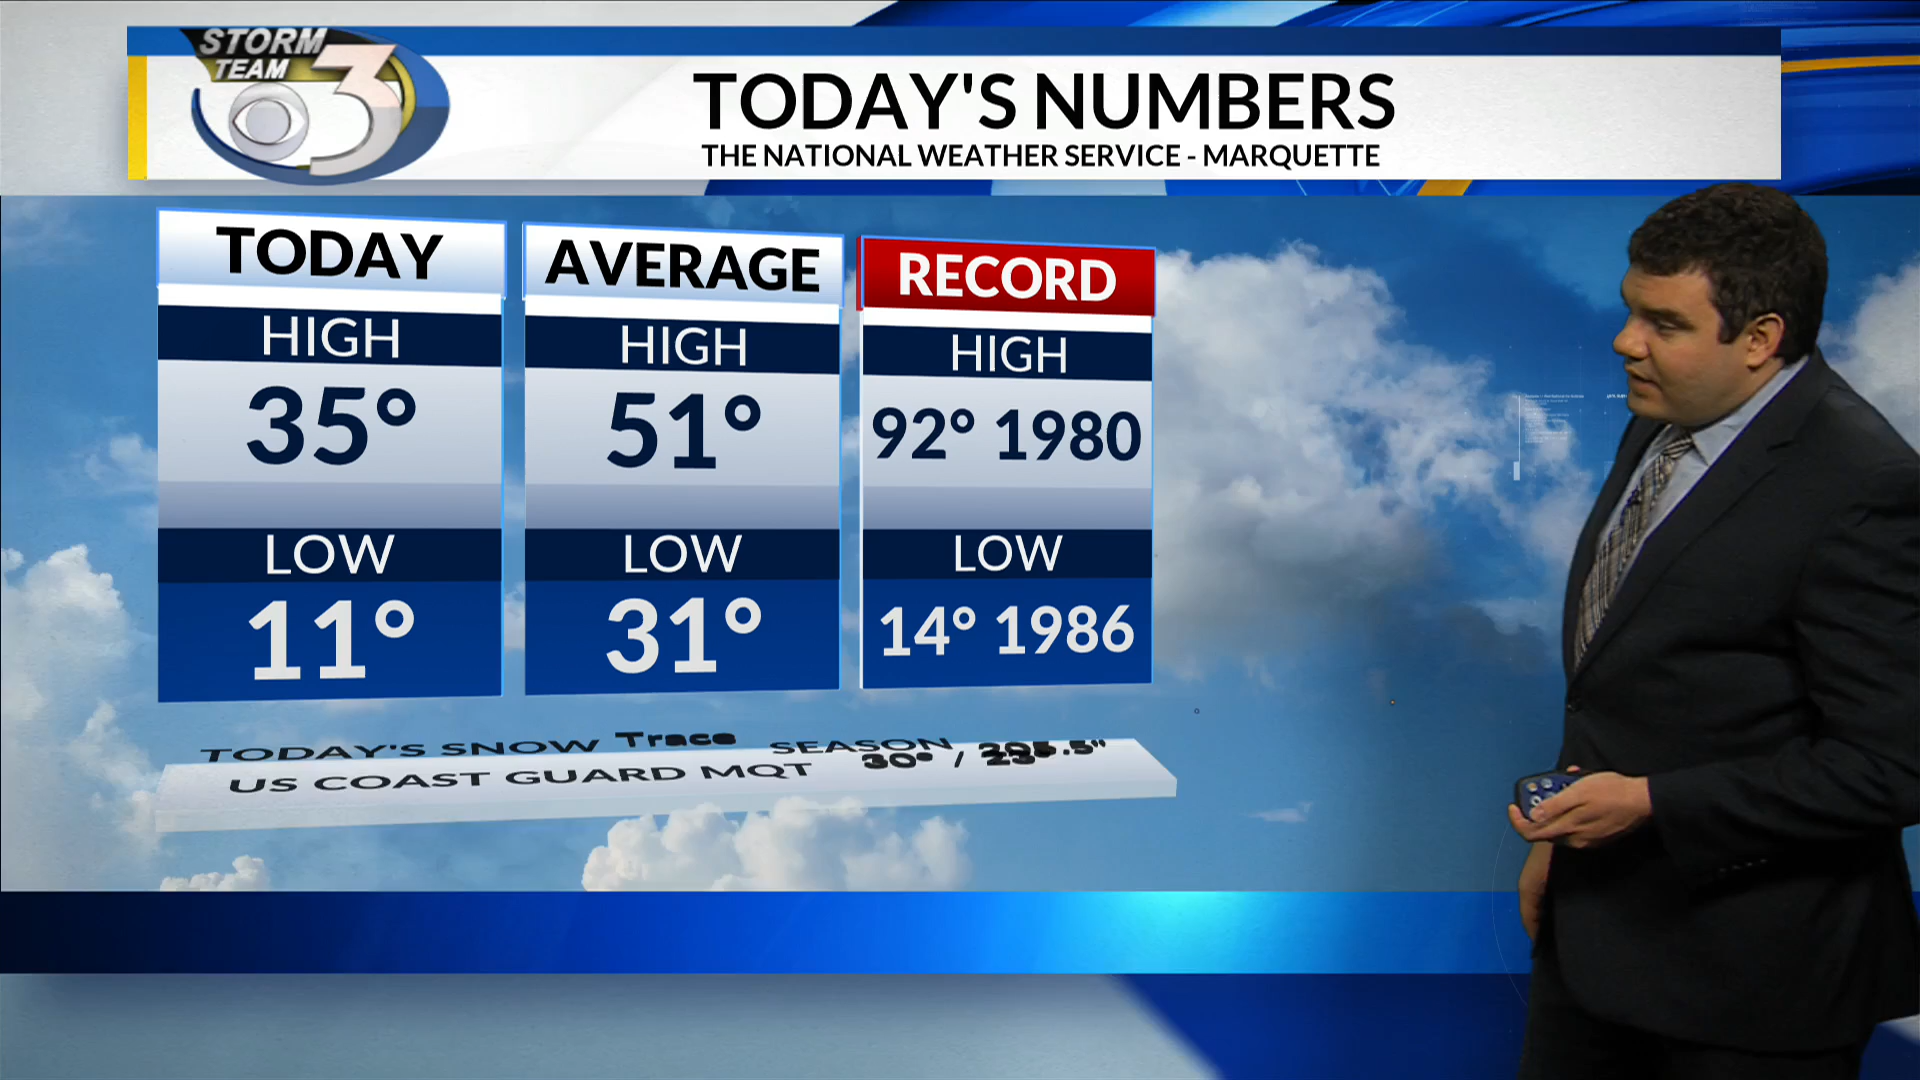 STORM
TEAM
3
TODAY'S NUMBERS
THE NATIONAL WEATHER SERVICE - MARQUETTE
TODAY
HIGH
35°
LOW
11°
AVERAGE
HIGH
51°
LOW
31°
RECORD
HIGH
92° 1980
LOW
14° 1986
TODAY'S SNOW Trace SEASON
US COAST GUARD MQT 30° /